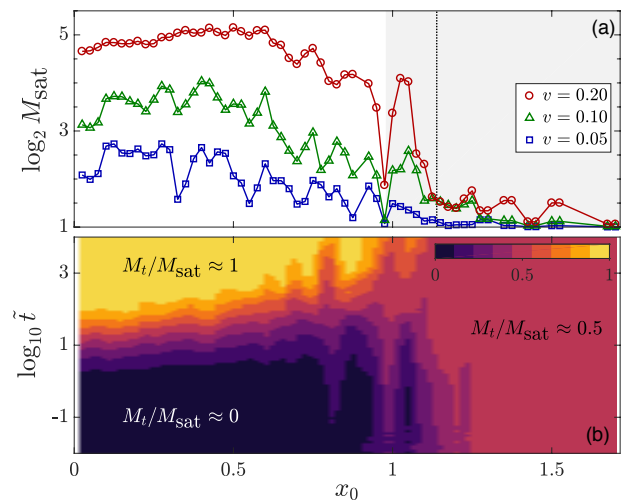 5
(a)
log₂ M_sat
v = 0.20
v = 0.10
3
v = 0.05
1
M_t/M_sat ≈ 1
3
0
0.5
1
log₁₀ t̃
M_t/M_sat ≈ 0.5
1
-1
M_t/M_sat ≈ 0
(b)
0
0.5
1
1.5
x₀